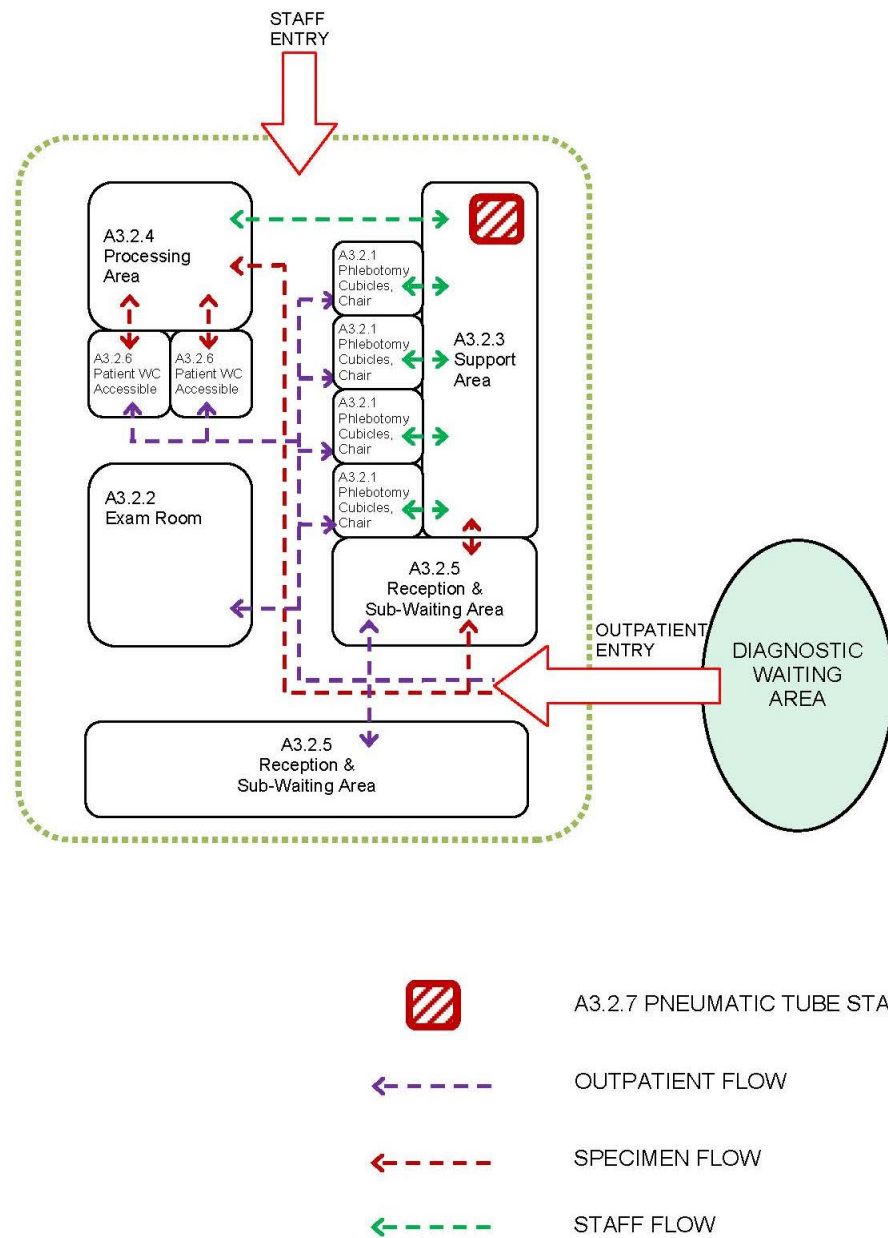 STAFF
ENTRY
A3.2.4
Processing
Area
A3.2.1
Phlebotomy
Cubicles,
Chair
A3.2.1
Phlebotomy
Cubicles,
Chair
A3.2.1
Phlebotomy
Cubicles,
Chair
A3.2.1
Phlebotomy
Cubicles,
Chair
A3.2.3
Support
Area
A3.2.6
Patient WC
Accessible
A3.2.6
Patient WC
Accessible
A3.2.2
Exam Room
A3.2.5
Reception &
Sub-Waiting Area
OUTPATIENT
ENTRY
DIAGNOSTIC
WAITING
AREA
A3.2.5
Reception &
Sub-Waiting Area
A3.2.7 PNEUMATIC TUBE STA
OUTPATIENT FLOW
SPECIMEN FLOW
STAFF FLOW